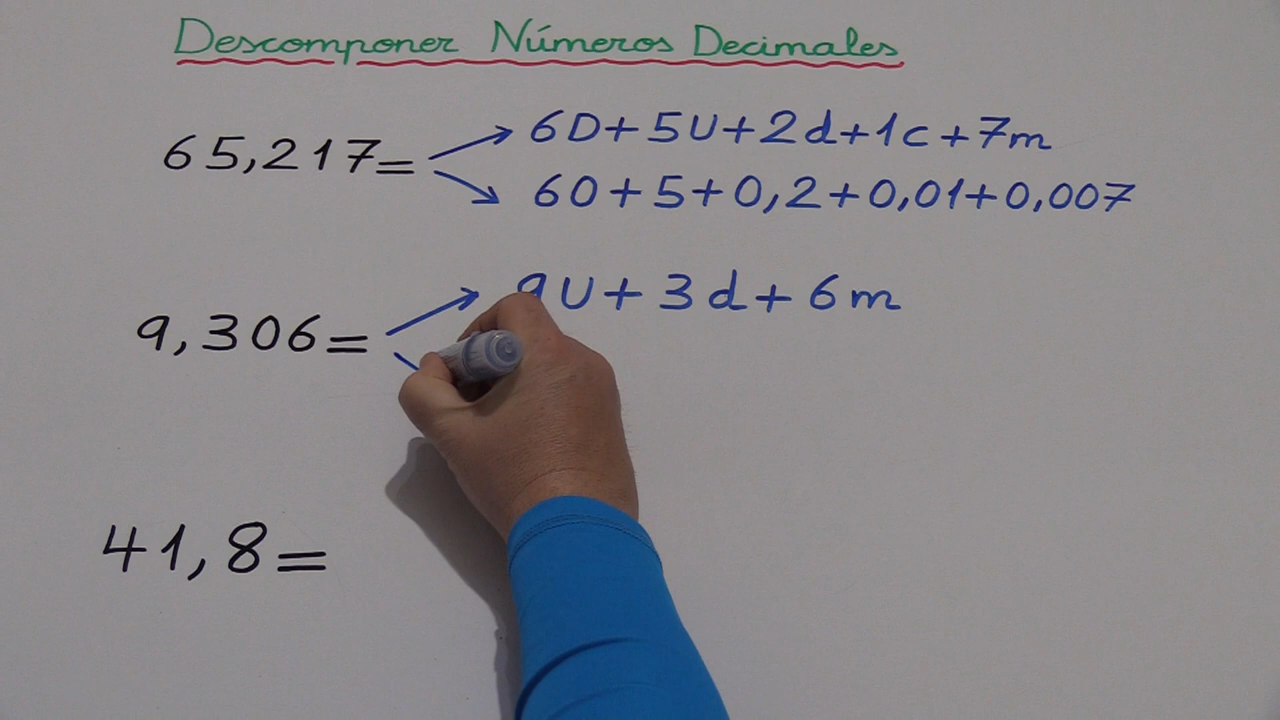 Descomponer Números Decimales
65,217=
6D+5U+2d+1c+7m
60+5+0,2+0,01+0,007
9,306=
9U+3d+6m
41,8=